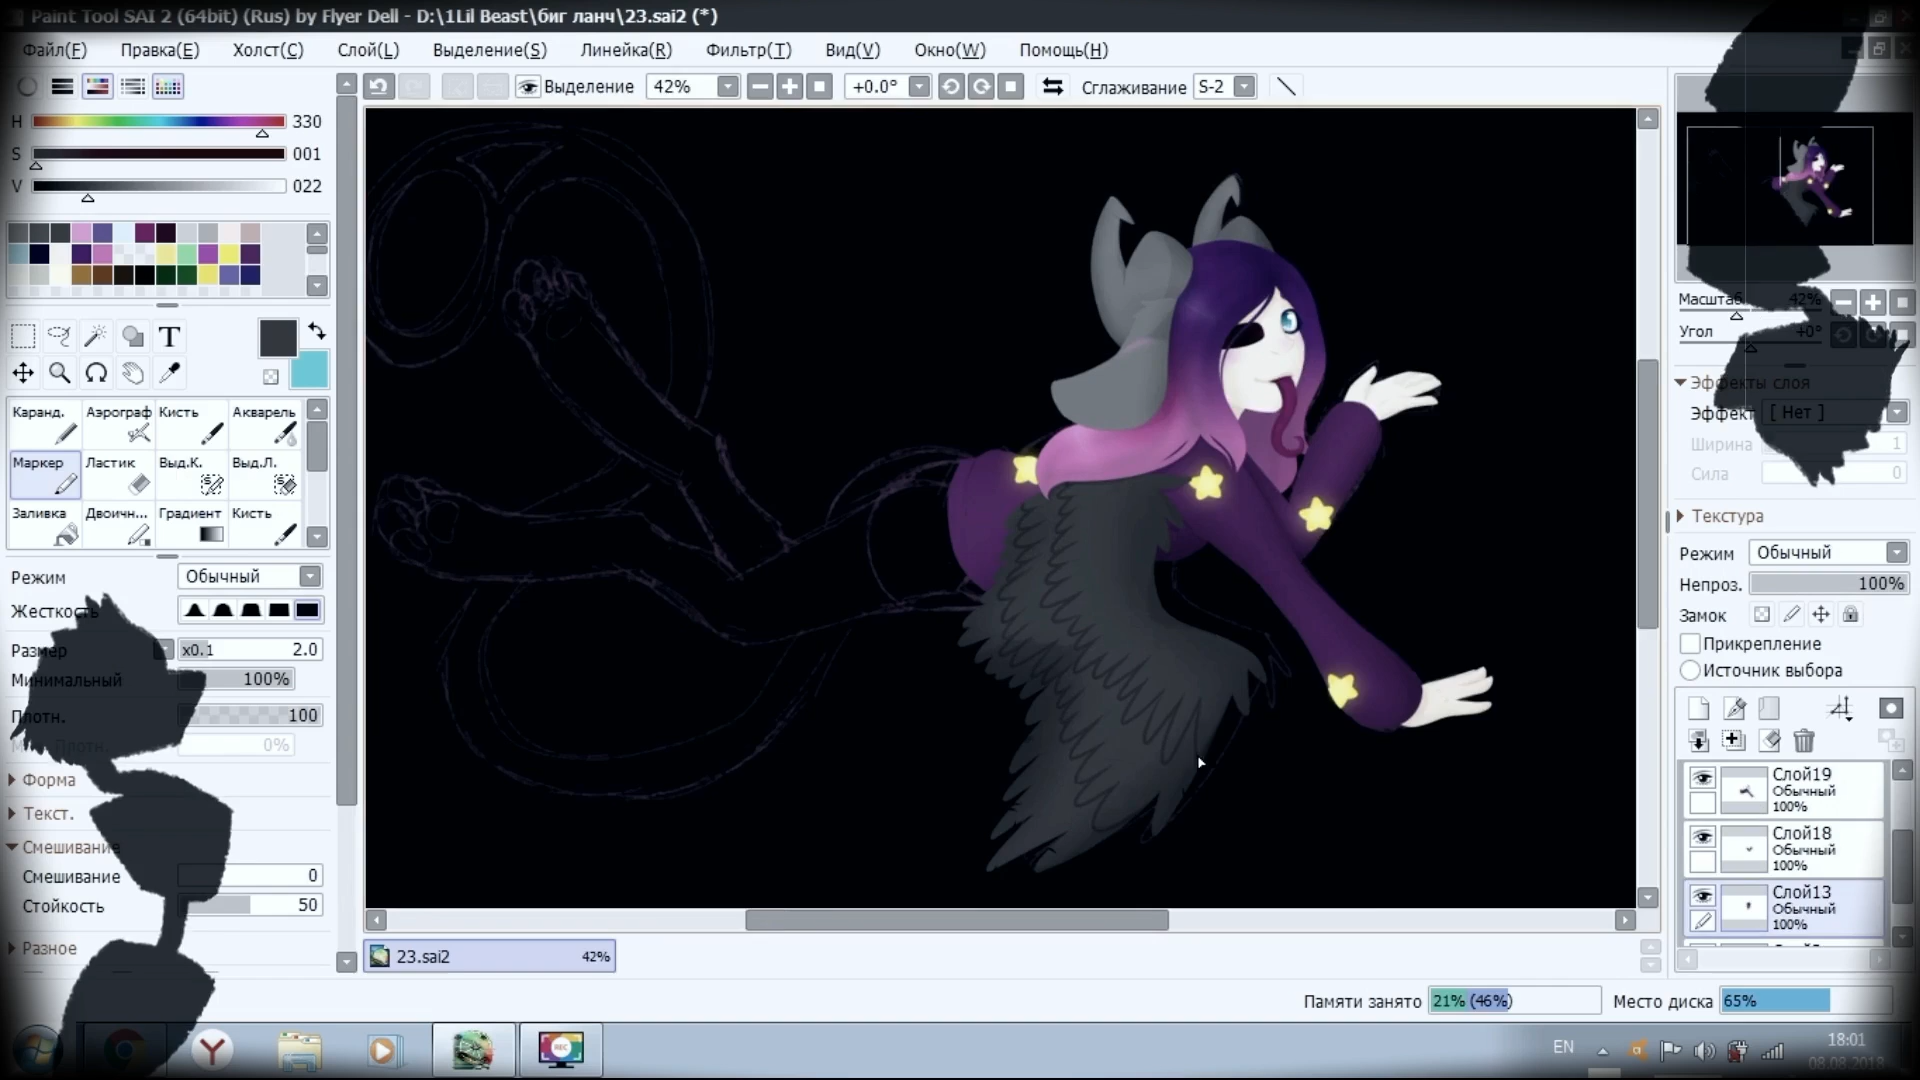 Paint Tool SAI 2 (64bit) (Rus) by Flyer Dell - D:\1Lil Beast\биг ланч\23.sai2 (*)
Файл(F) Правка(E) Холст(C) Слой(L) Выделение(S) Линейка(R) Фильтр(T) Вид(V) Окно(W) Помощь(H)
Выделение 42% +0.0° Сглаживание S-2
H 330
S 001
V 022
T
Каранд. Аэрограф Кисть Акварель
Маркер Ластик Выд.К. Выд.Л.
Заливка Двоичн... Градиент Кисть
Режим Обычный
Жесткость
Размер x0.1 2.0
Минимальный 100%
Плотн. 100
0%
Форма
Текст.
Смешивание
Смешивание 0
Стойкость 50
Разное
23.sai2 42%
Масштаб 42%
Угол +0°
Эффекты слоя
Эффект [ Нет ]
Ширина 1
Сила 0
Текстура
Режим Обычный
Непроз. 100%
Замок
Прикрепление
Источник выбора
Слой19
Обычный
100%
Слой18
Обычный
100%
Слой13
Обычный
100%
Памяти занято 21% (46%) Место диска 65%
REC
EN
18:01
08.08.2018